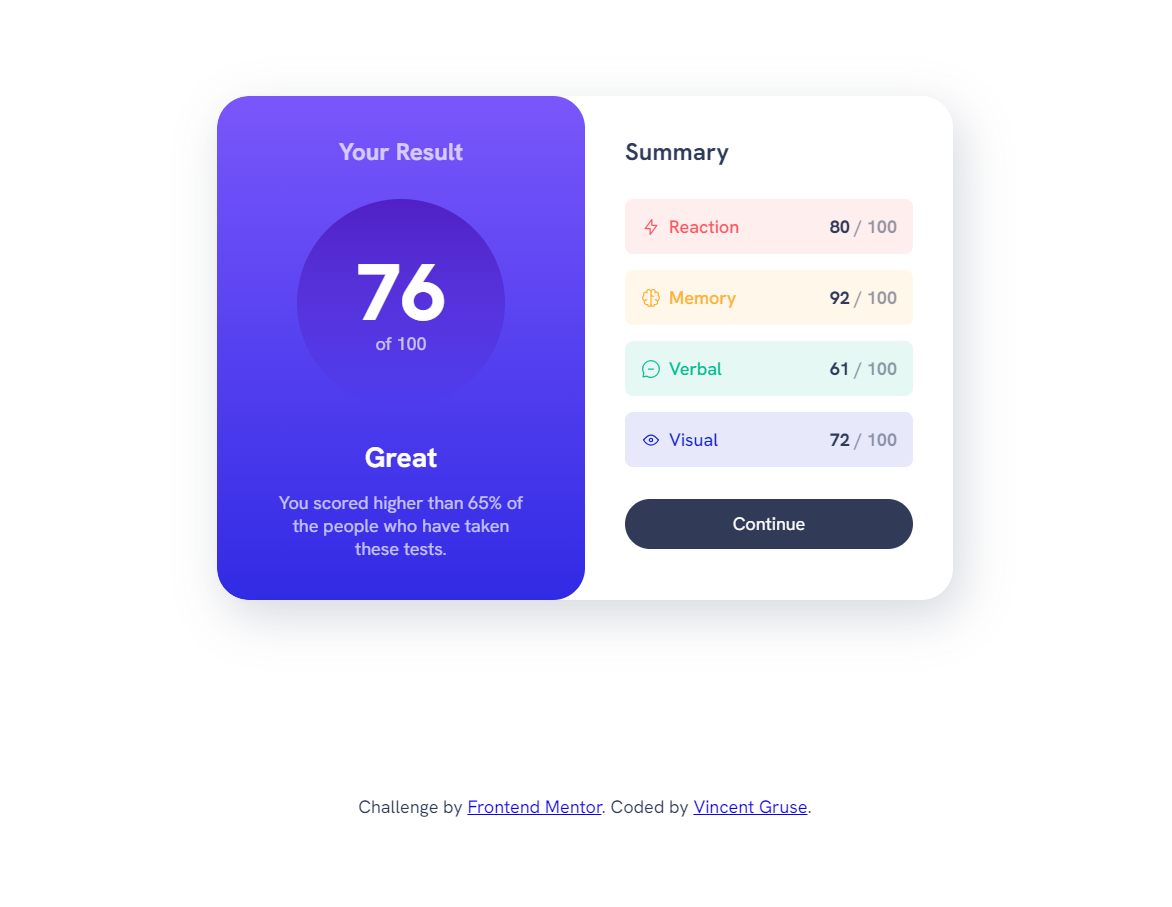 Your Result
76
of 100
Great
You scored higher than 65% of
the people who have taken
these tests.
Summary
Reaction 80 / 100
Memory 92 / 100
Verbal 61 / 100
Visual 72 / 100
Continue
Challenge by Frontend Mentor. Coded by Vincent Gruse.